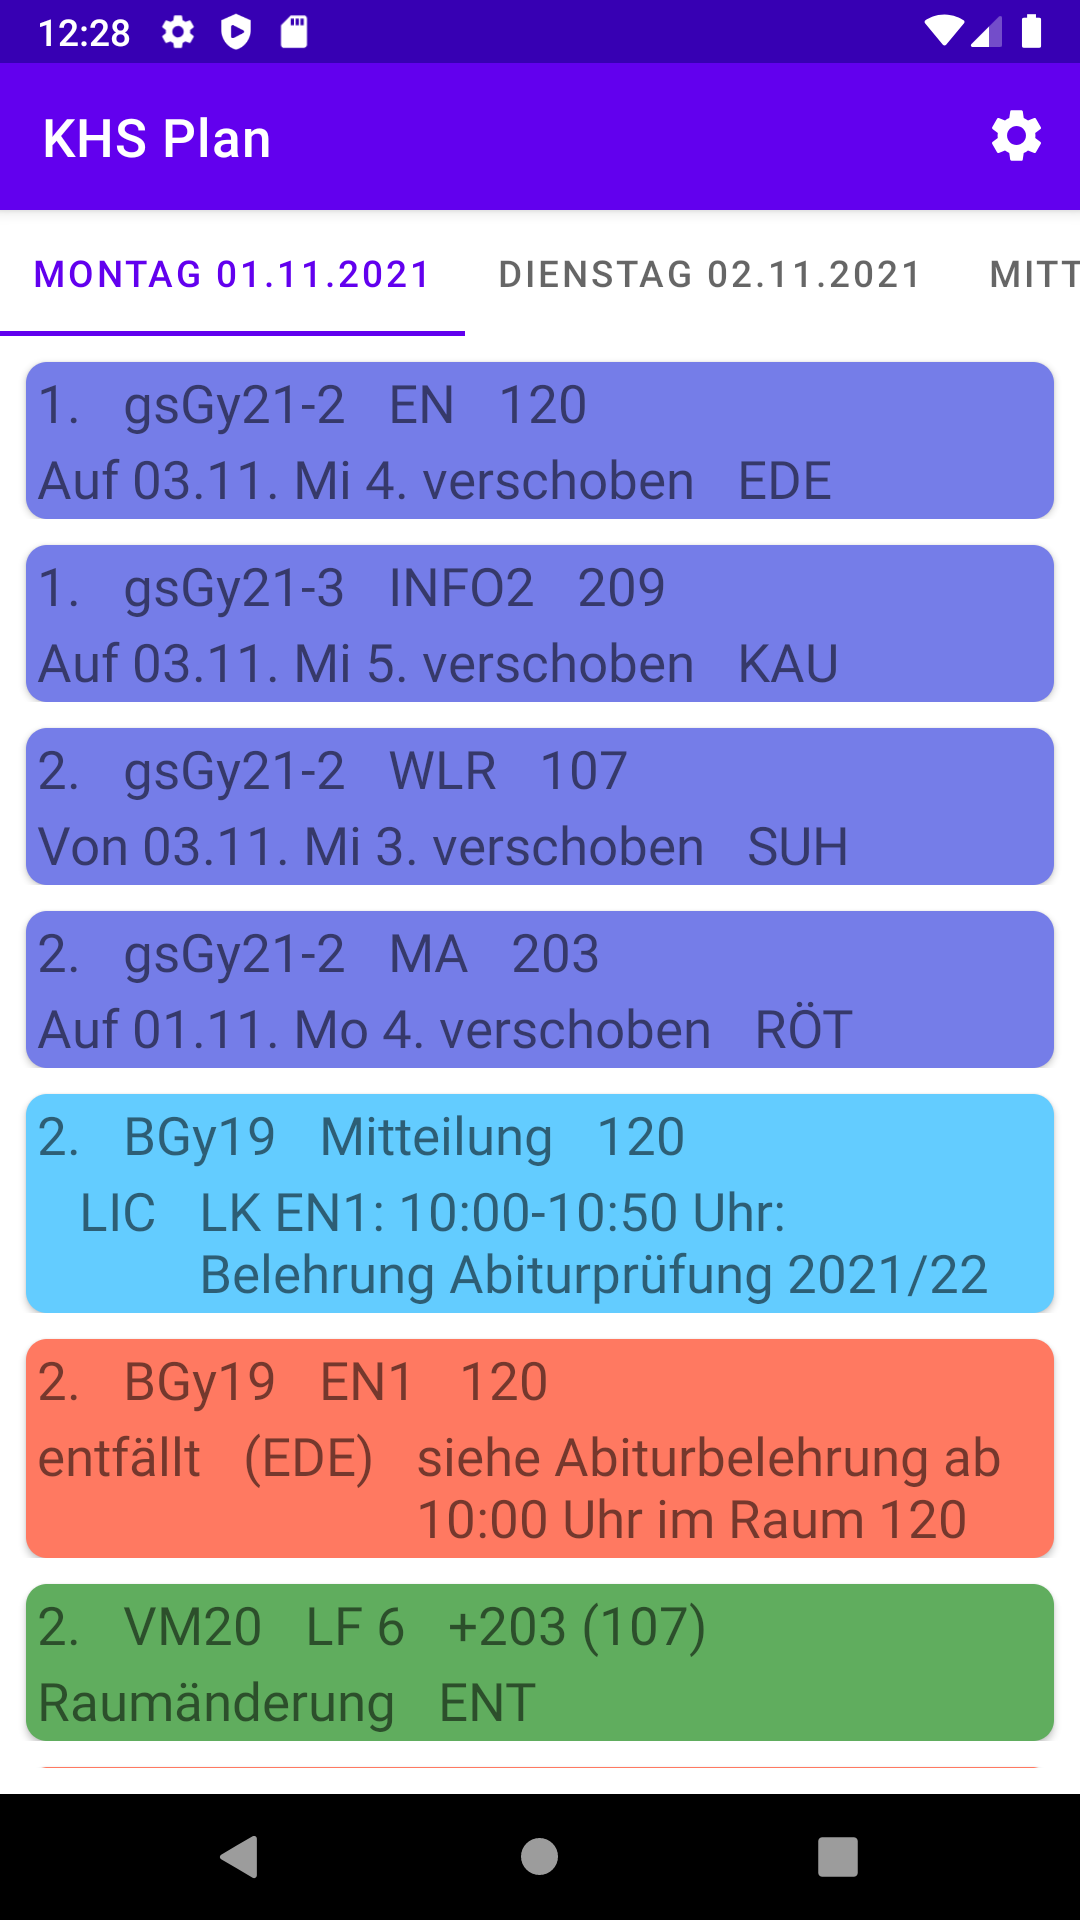 12:28
KHS Plan
MONTAG 01.11.2021 DIENSTAG 02.11.2021 MITT
1. gsGy21-2 EN 120
Auf 03.11. Mi 4. verschoben EDE
1. gsGy21-3 INFO2 209
Auf 03.11. Mi 5. verschoben KAU
2. gsGy21-2 WLR 107
Von 03.11. Mi 3. verschoben SUH
2. gsGy21-2 MA 203
Auf 01.11. Mo 4. verschoben RÖT
2. BGy19 Mitteilung 120
LIC LK EN1: 10:00-10:50 Uhr:
Belehrung Abiturprüfung 2021/22
2. BGy19 EN1 120
entfällt (EDE) siehe Abiturbelehrung ab
10:00 Uhr im Raum 120
2. VM20 LF 6 +203 (107)
Raumänderung ENT